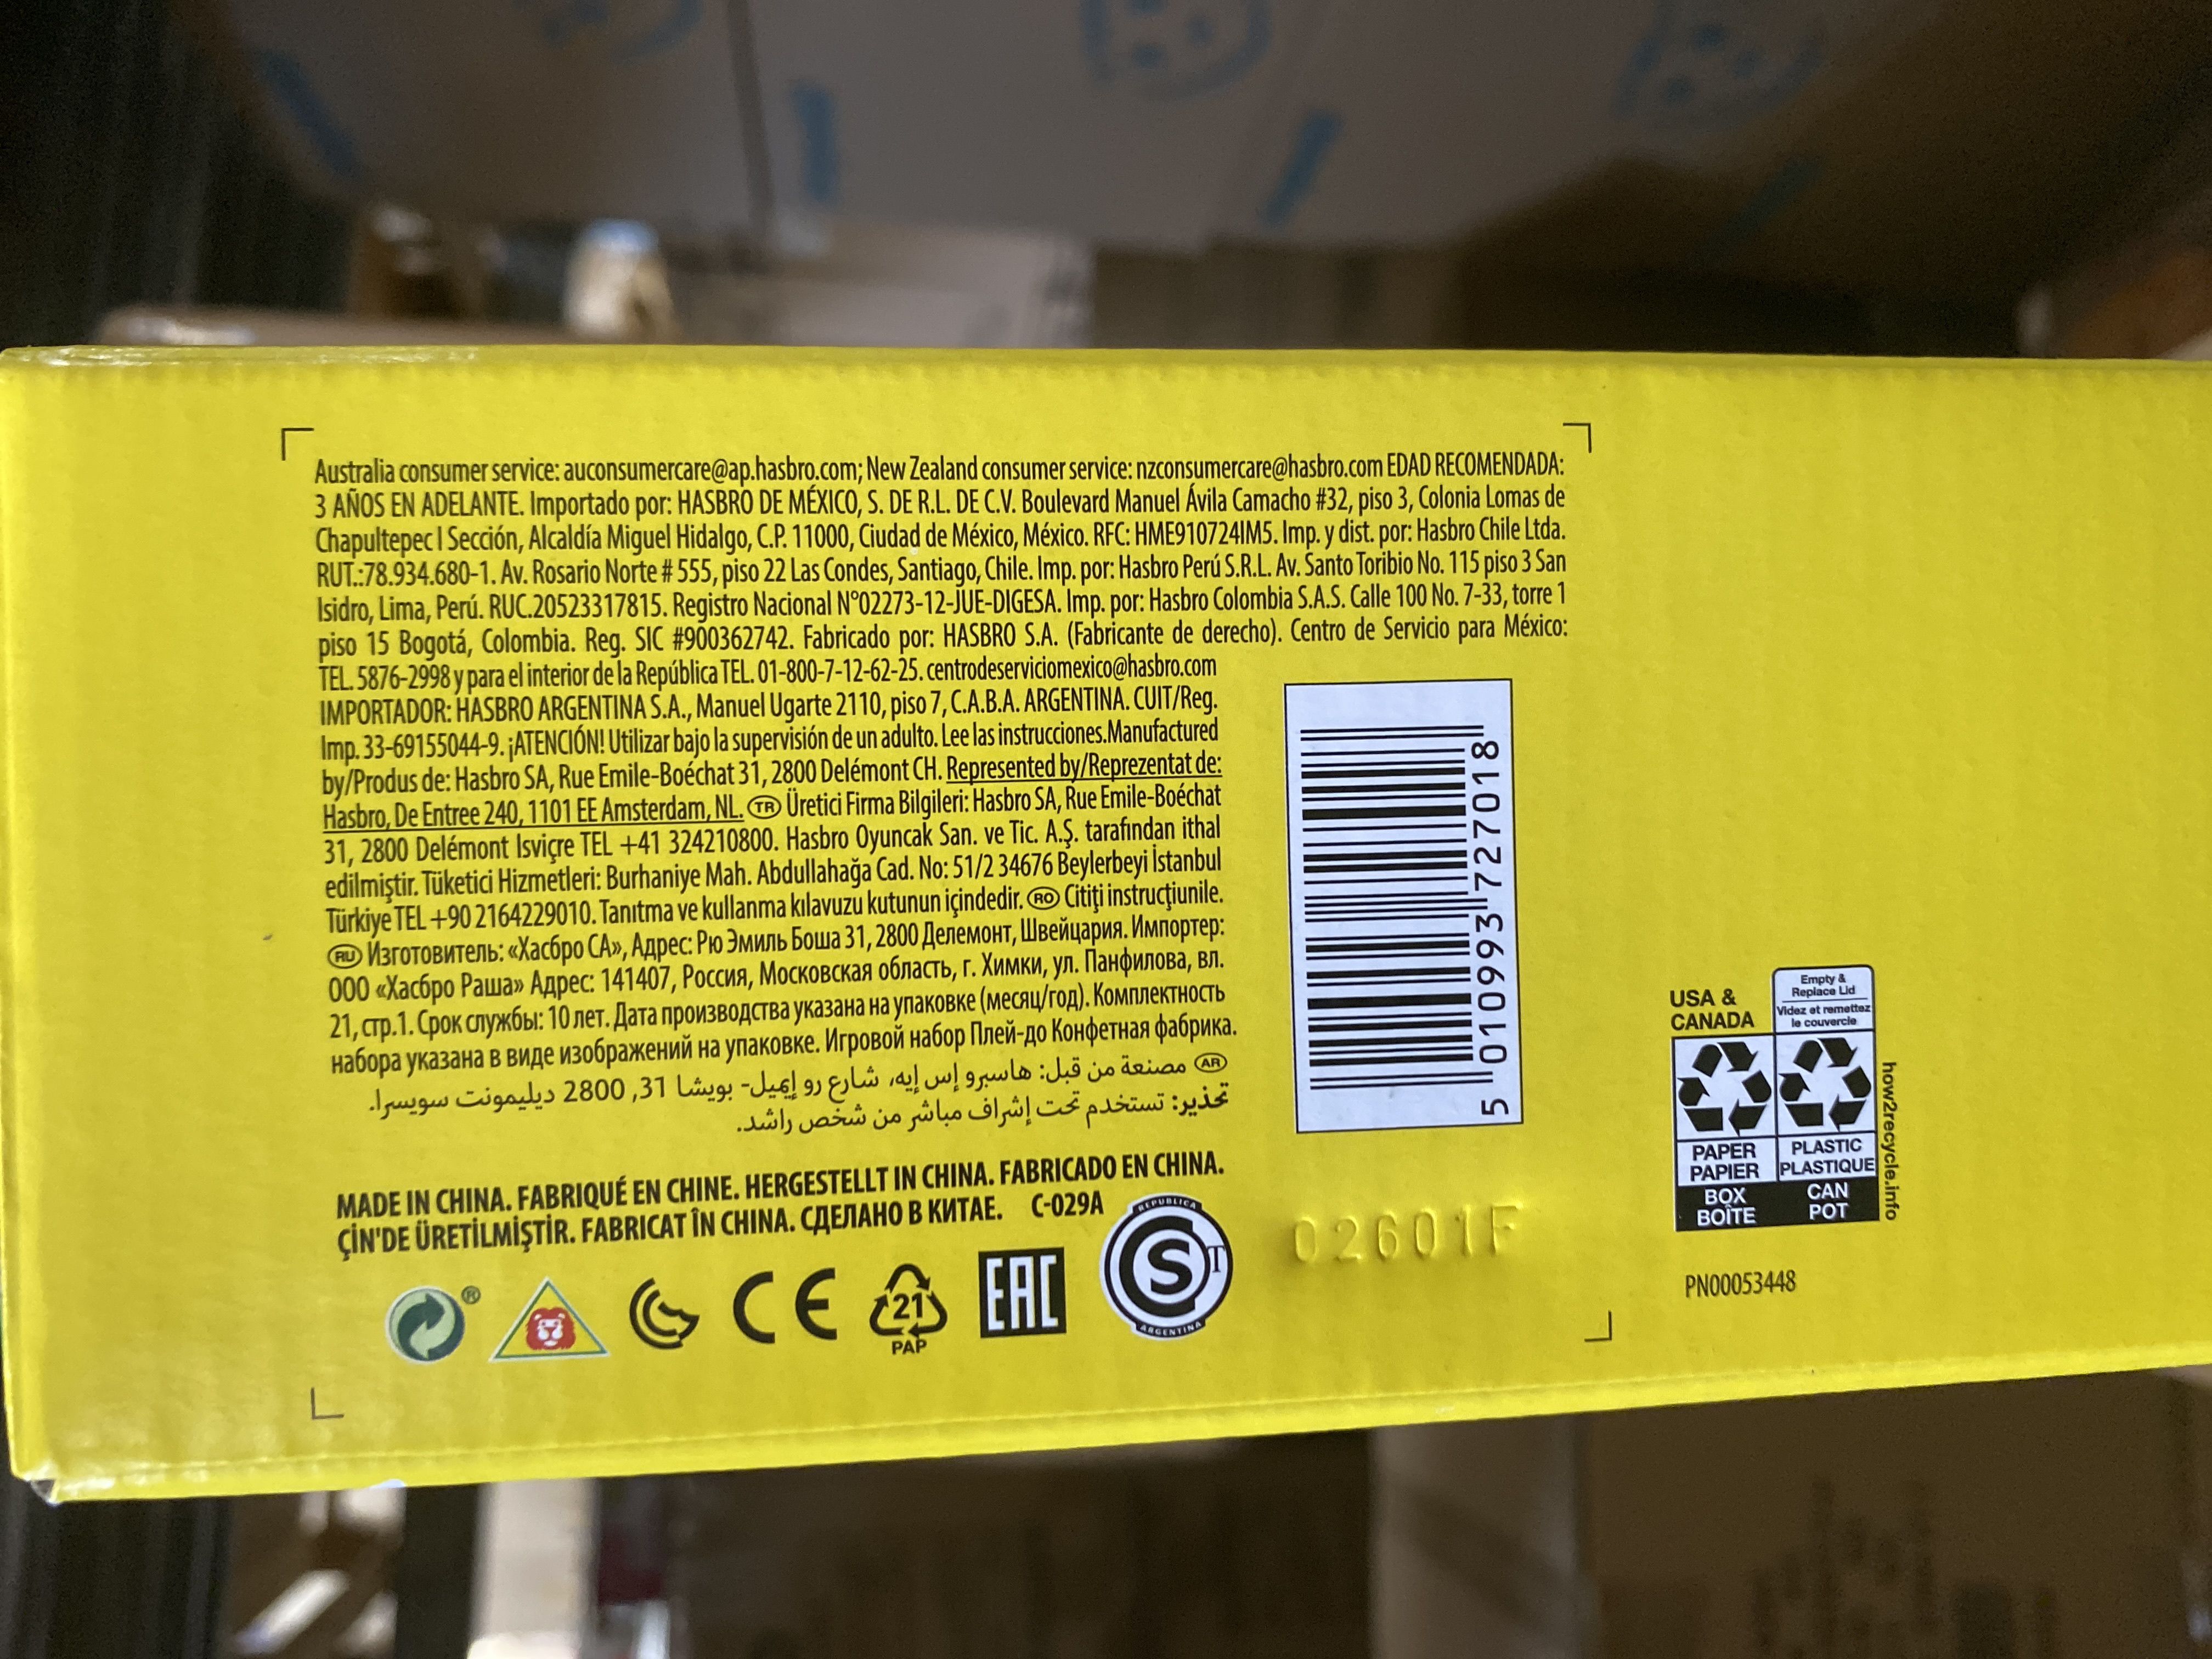 Australia consumer service: auconsumercare@ap.hasbro.com; New Zealand consumer service: nzconsumercare@hasbro.com EDAD RECOMENDADA:
3 AÑOS EN ADELANTE. Importado por: HASBRO DE MÉXICO, S. DE R.L. DE C.V. Boulevard Manuel Ávila Camacho #32, piso 3, Colonia Lomas de
Chapultepec I Sección, Alcaldía Miguel Hidalgo, C.P. 11000, Ciudad de México, México. RFC: HME910724IM5. Imp. y dist. por: Hasbro Chile Ltda.
RUT.:78.934.680-1. Av. Rosario Norte # 555, piso 22 Las Condes, Santiago, Chile. Imp. por: Hasbro Perú S.R.L. Av. Santo Toribio No. 115 piso 3 San
Isidro, Lima, Perú. RUC.20523317815. Registro Nacional N°02273-12-JUE-DIGESA. Imp. por: Hasbro Colombia S.A.S. Calle 100 No. 7-33, torre 1
piso 15 Bogotá, Colombia. Reg. SIC #900362742. Fabricado por: HASBRO S.A. (Fabricante de derecho). Centro de Servicio para México:
TEL. 5876-2998 y para el interior de la República TEL. 01-800-7-12-62-25. centrodeserviciomexico@hasbro.com
IMPORTADOR: HASBRO ARGENTINA S.A., Manuel Ugarte 2110, piso 7, C.A.B.A. ARGENTINA. CUIT/Reg.
Imp. 33-69155044-9. ¡ATENCIÓN! Utilizar bajo la supervisión de un adulto. Lee las instrucciones.Manufactured
by/Produs de: Hasbro SA, Rue Emile-Boéchat 31, 2800 Delémont CH. Represented by/Reprezentat de:
Hasbro, De Entree 240, 1101 EE Amsterdam, NL. TR Üretici Firma Bilgileri: Hasbro SA, Rue Emile-Boéchat
31, 2800 Delémont İsviçre TEL +41 324210800. Hasbro Oyuncak San. ve Tic. A.Ş. tarafından ithal
edilmiştir. Tüketici Hizmetleri: Burhaniye Mah. Abdullahağa Cad. No: 51/2 34676 Beylerbeyi İstanbul
Türkiye TEL +90 2164229010. Tanıtma ve kullanma kılavuzu kutunun içindedir. RO Citiți instrucțiunile.
RU Изготовитель: «Хасбро СА», Адрес: Рю Эмиль Боша 31, 2800 Делемонт, Швейцария. Импортер:
ООО «Хасбро Раша» Адрес: 141407, Россия, Московская область, г. Химки, ул. Панфилова, вл.
21, стр.1. Срок службы: 10 лет. Дата производства указана на упаковке (месяц/год). Комплектность
набора указана в виде изображений на упаковке. Игровой набор Плей-до Конфетная фабрика.
AR مصنعة من قبل: هاسبرو إس إيه، شارع رو إيميل- بويشا 31, 2800 ديليمونت سويسرا.
تحذير: تستخدم تحت إشراف مباشر من شخص راشد.
MADE IN CHINA. FABRIQUÉ EN CHINE. HERGESTELLT IN CHINA. FABRICADO EN CHINA.
ÇİN'DE ÜRETİLMİŞTİR. FABRICAT ÎN CHINA. СДЕЛАНО В КИТАЕ. C-029A
®
CE
21
PAP
EAC
REPUBLICA
S
T
ARGENTINA
5 010993 727018
02601F
USA &
CANADA
Empty &
Replace Lid
Videz et remettez
le couvercle
PAPER
PAPIER
BOX
BOÎTE
PLASTIC
PLASTIQUE
CAN
POT
how2recycle.info
PN00053448